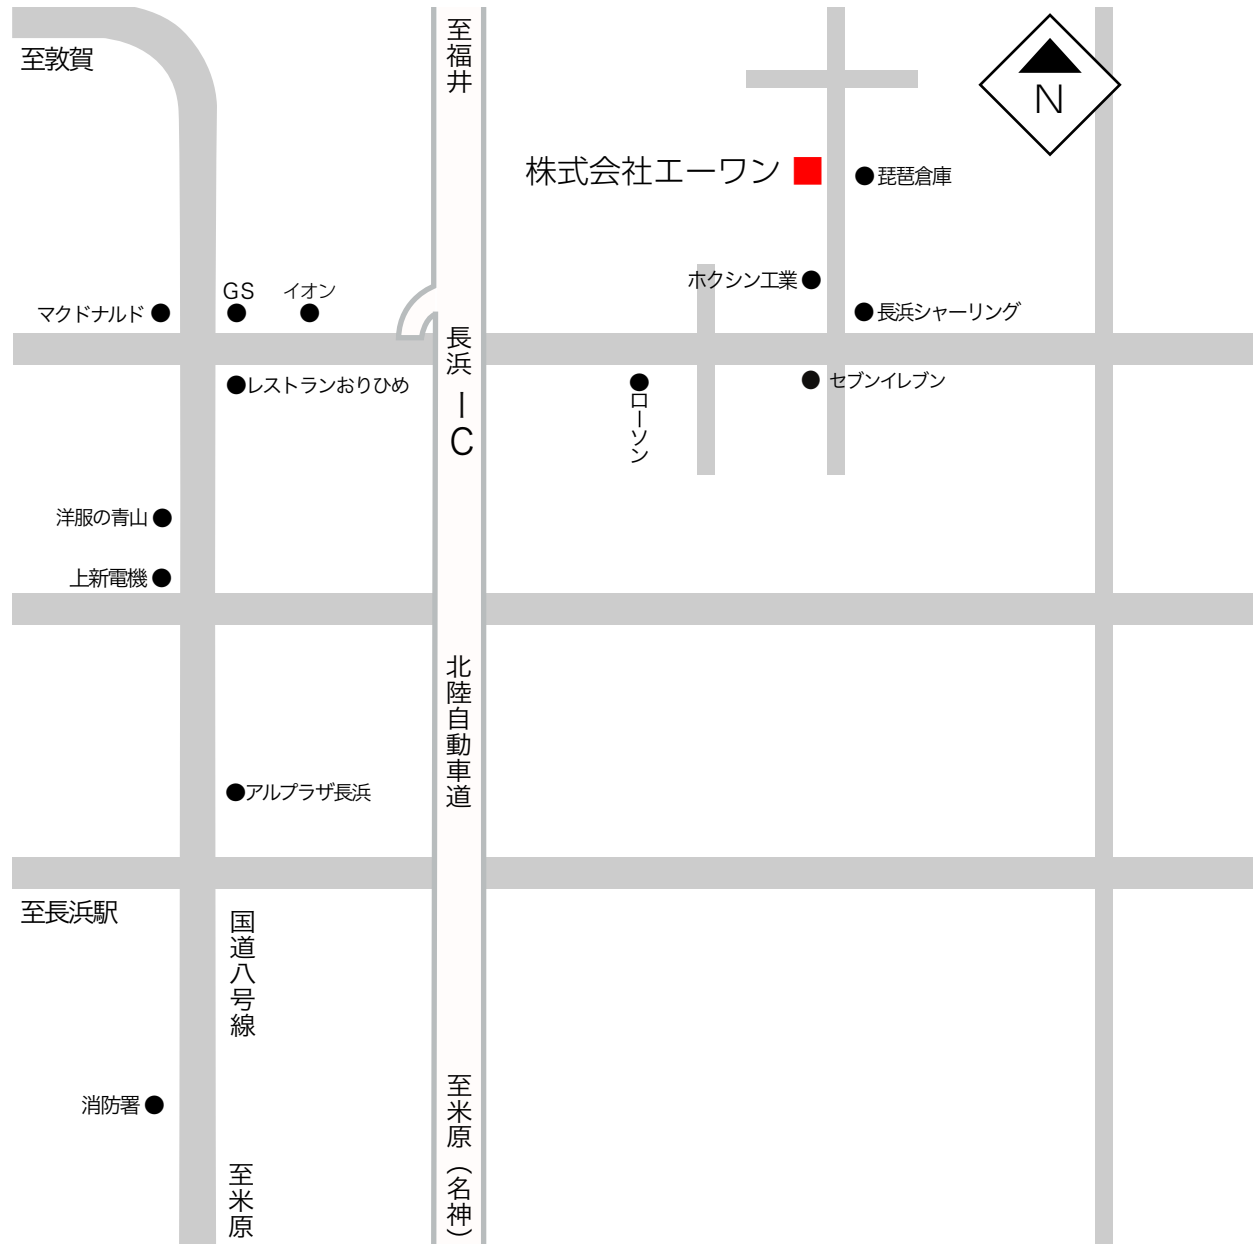 至敦賀
至福井
N
株式会社エーワン
琵琶倉庫
ホクシン工業
GS
イオン
マクドナルド
長浜シャーリング
長浜IC
レストランおりひめ
セブンイレブン
ローソン
洋服の青山
上新電機
北陸自動車道
アルプラザ長浜
至長浜駅
国道八号線
至米原(名神)
消防署
至米原